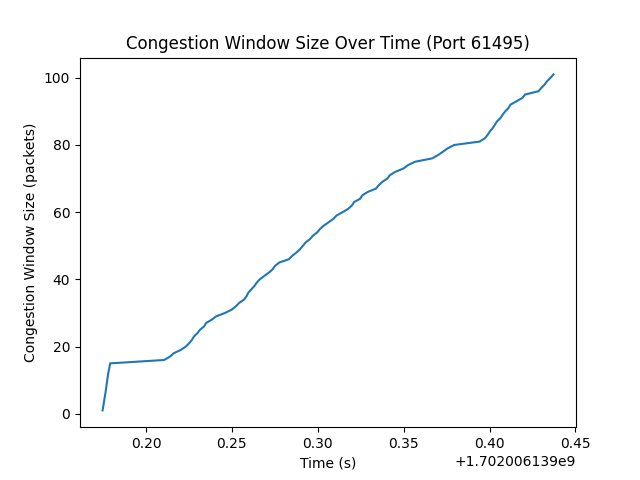 Congestion Window Size Over Time (Port 61495)
Congestion Window Size (packets)
100
80
60
40
20
0
0.20 0.25 0.30 0.35 0.40 0.45
Time (s)
+1.702006139e9